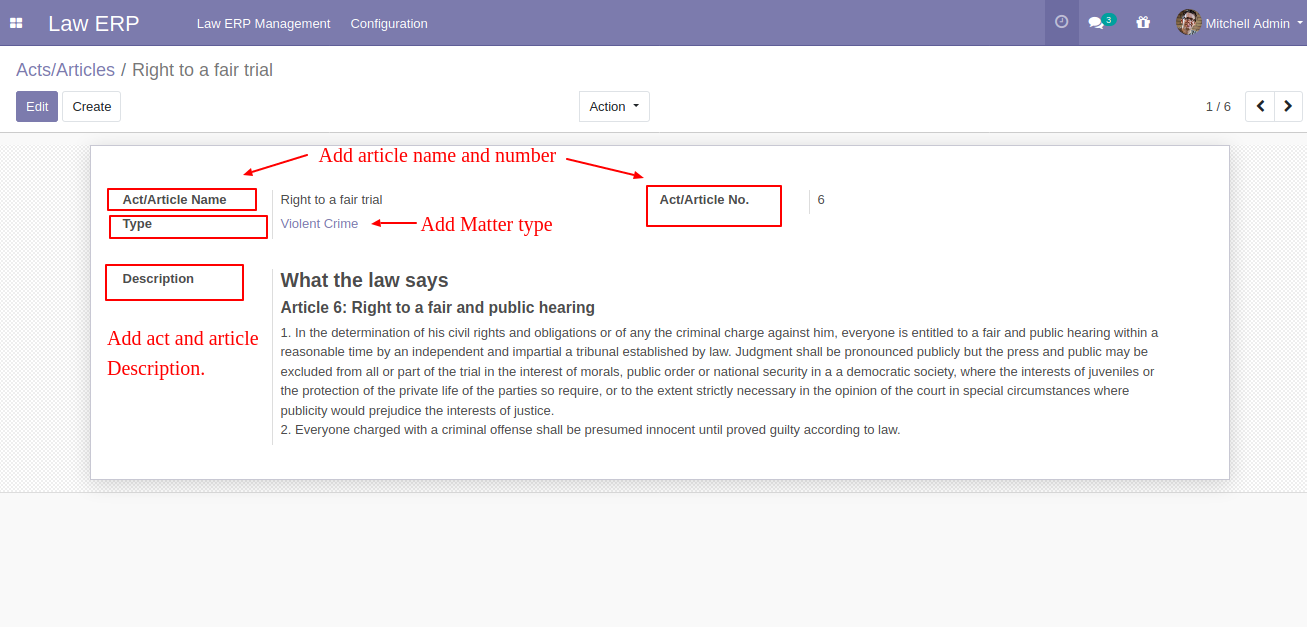 Law ERP Law ERP Management Configuration 3 Mitchell Admin
Acts/Articles / Right to a fair trial
Edit Create Action 1 / 6
Add article name and number
Act/Article Name Right to a fair trial Act/Article No. 6
Type Violent Crime Add Matter type
Description What the law says
Article 6: Right to a fair and public hearing
1. In the determination of his civil rights and obligations or of any the criminal charge against him, everyone is entitled to a fair and public hearing within a
Add act and article
reasonable time by an independent and impartial a tribunal established by law. Judgment shall be pronounced publicly but the press and public may be
Description.
excluded from all or part of the trial in the interest of morals, public order or national security in a a democratic society, where the interests of juveniles or
the protection of the private life of the parties so require, or to the extent strictly necessary in the opinion of the court in special circumstances where
publicity would prejudice the interests of justice.
2. Everyone charged with a criminal offense shall be presumed innocent until proved guilty according to law.